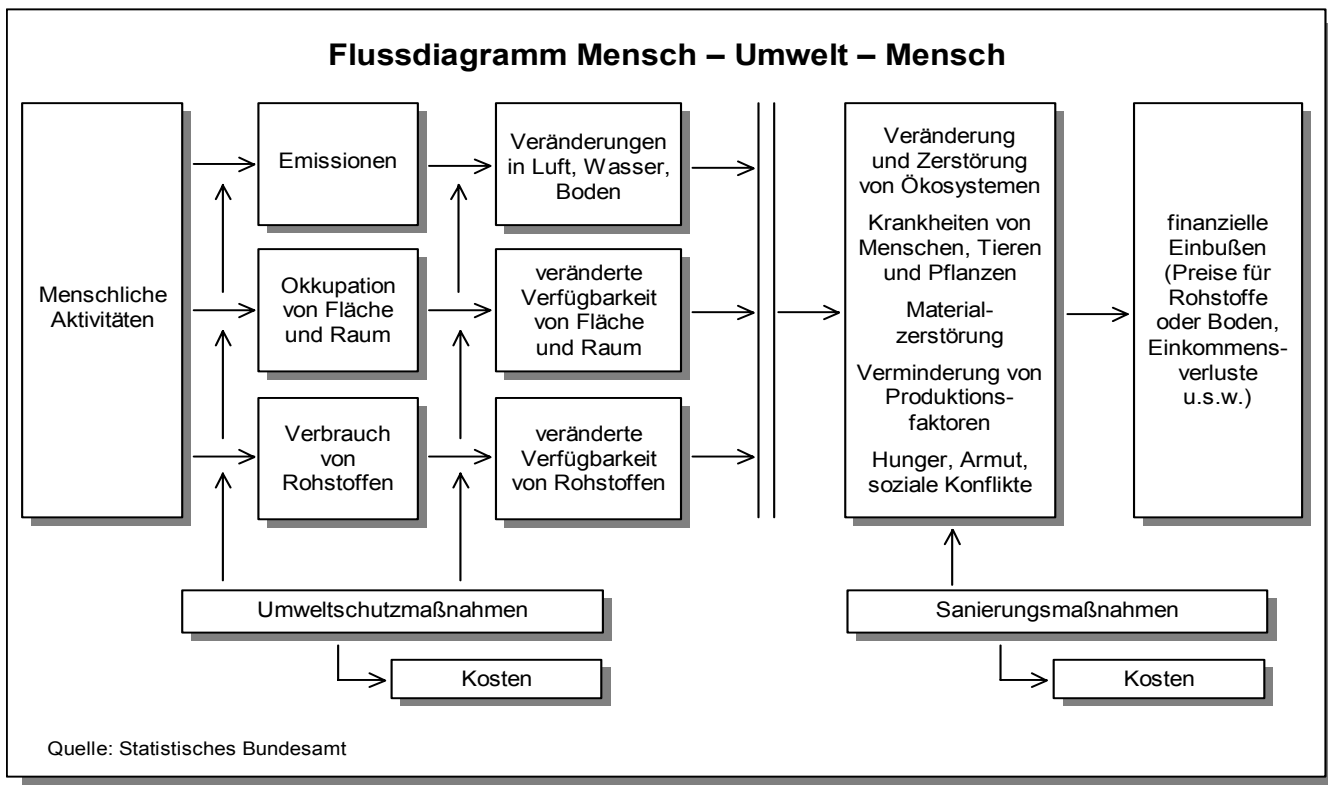 Flussdiagramm Mensch – Umwelt – Mensch
Menschliche
Aktivitäten
Emissionen
Okkupation
von Fläche
und Raum
Verbrauch
von
Rohstoffen
Veränderungen
in Luft, Wasser,
Boden
veränderte
Verfügbarkeit
von Fläche
und Raum
veränderte
Verfügbarkeit
von Rohstoffen
Veränderung
und Zerstörung
von Ökosystemen
Krankheiten von
Menschen, Tieren
und Pflanzen
Material-
zerstörung
Verminderung von
Produktions-
faktoren
Hunger, Armut,
soziale Konflikte
finanzielle
Einbußen
(Preise für
Rohstoffe
oder Boden,
Einkommens-
verluste
u.s.w.)
Umweltschutzmaßnahmen
Kosten
Sanierungsmaßnahmen
Kosten
Quelle: Statistisches Bundesamt